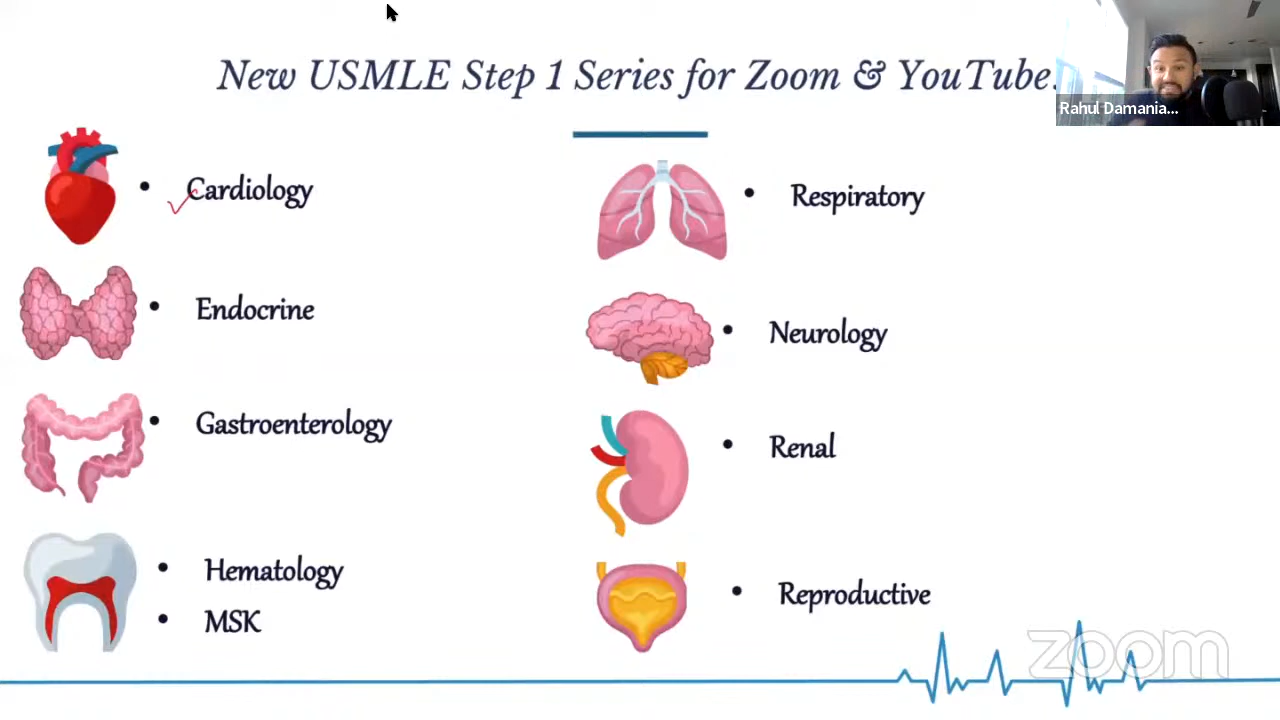 New USMLE Step 1 Series for Zoom & YouTube.
Rahul Damania...
• Cardiology
• Endocrine
• Gastroenterology
• Hematology
• MSK
• Respiratory
• Neurology
• Renal
• Reproductive
zoom